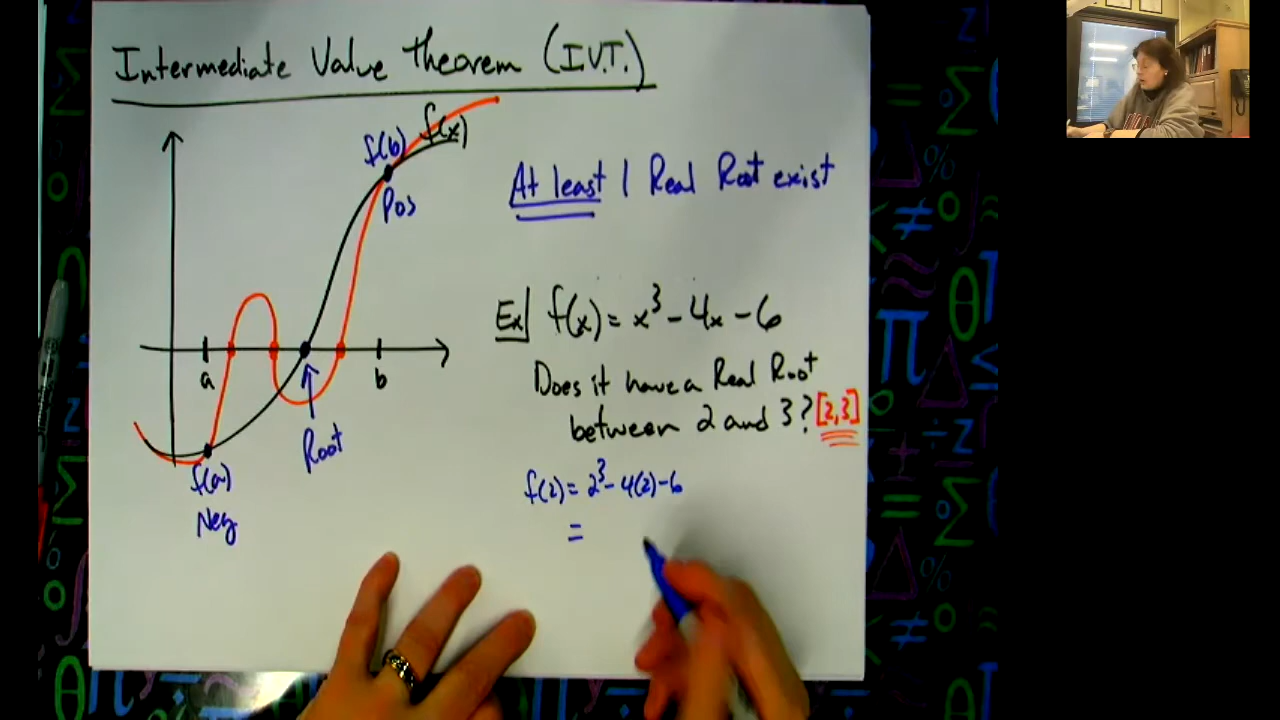 Intermediate Value Theorem (I.V.T.)
f(b)
f(x)
Pos
At least 1 Real Root exist
a
b
Root
f(a)
Neg
Ex| f(x) = x³ - 4x - 6
Does it have a Real Root
between 2 and 3? [2,3]
f(2) = 2³ - 4(2) - 6
=